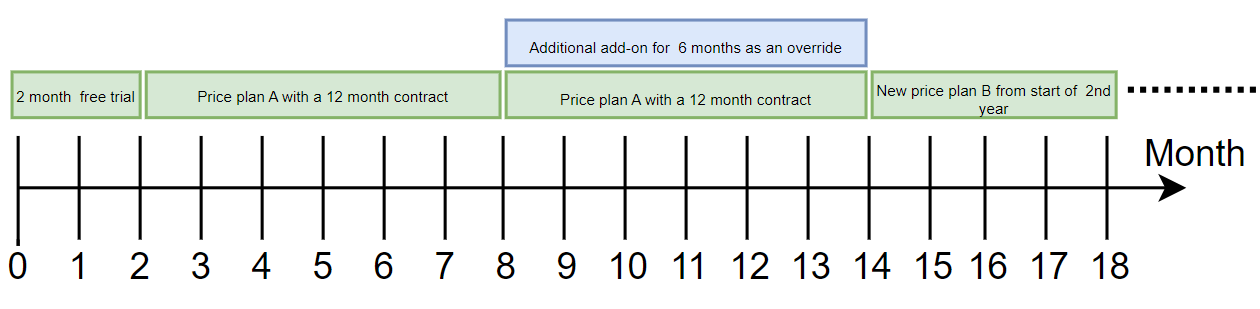 Additional add-on for 6 months as an override
2 month free trial
Price plan A with a 12 month contract
Price plan A with a 12 month contract
New price plan B from start of 2nd
year
Month
0 1 2 3 4 5 6 7 8 9 10 11 12 13 14 15 16 17 18